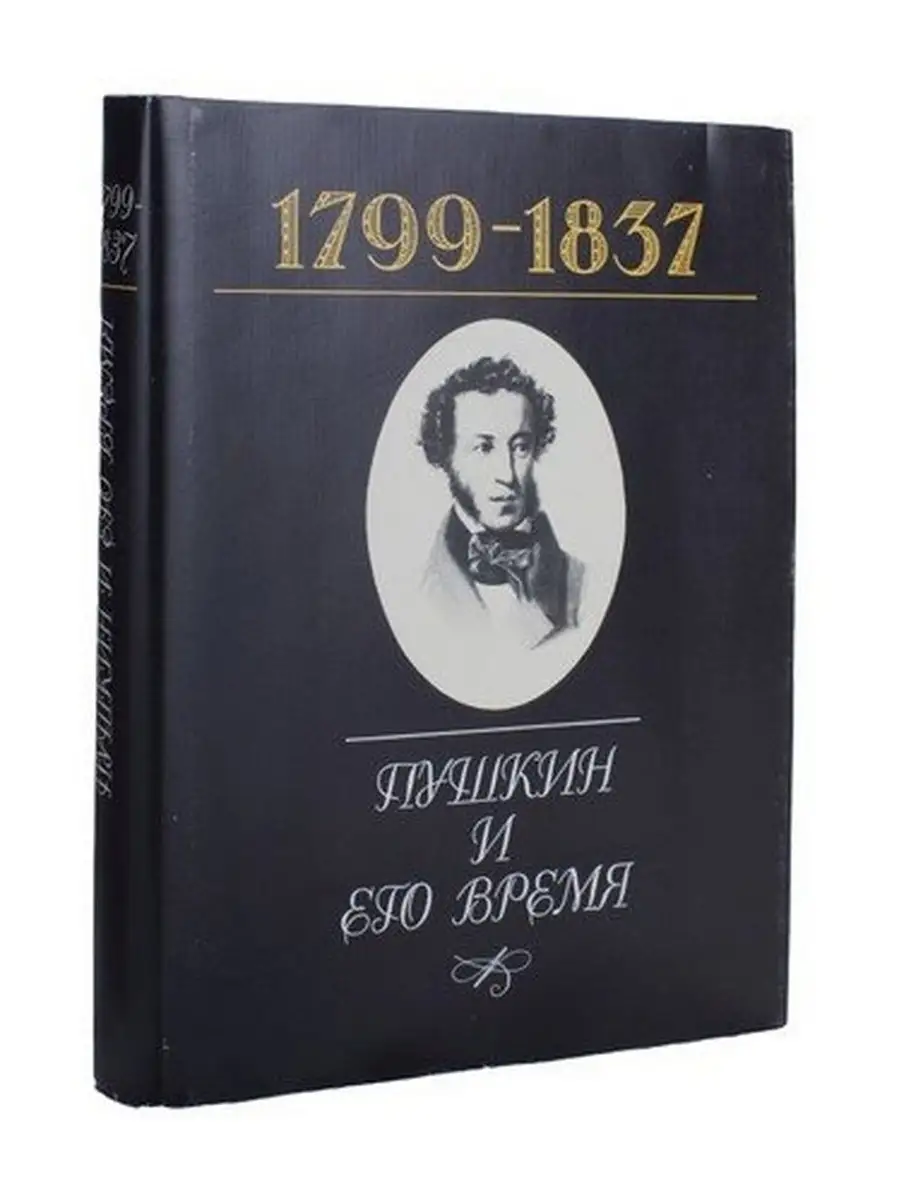 1799-1837
ПУШКИН
И
ЕГО ВРЕМЯ
1799-
1837
ПУШКИН И ЕГО ВРЕМЯ